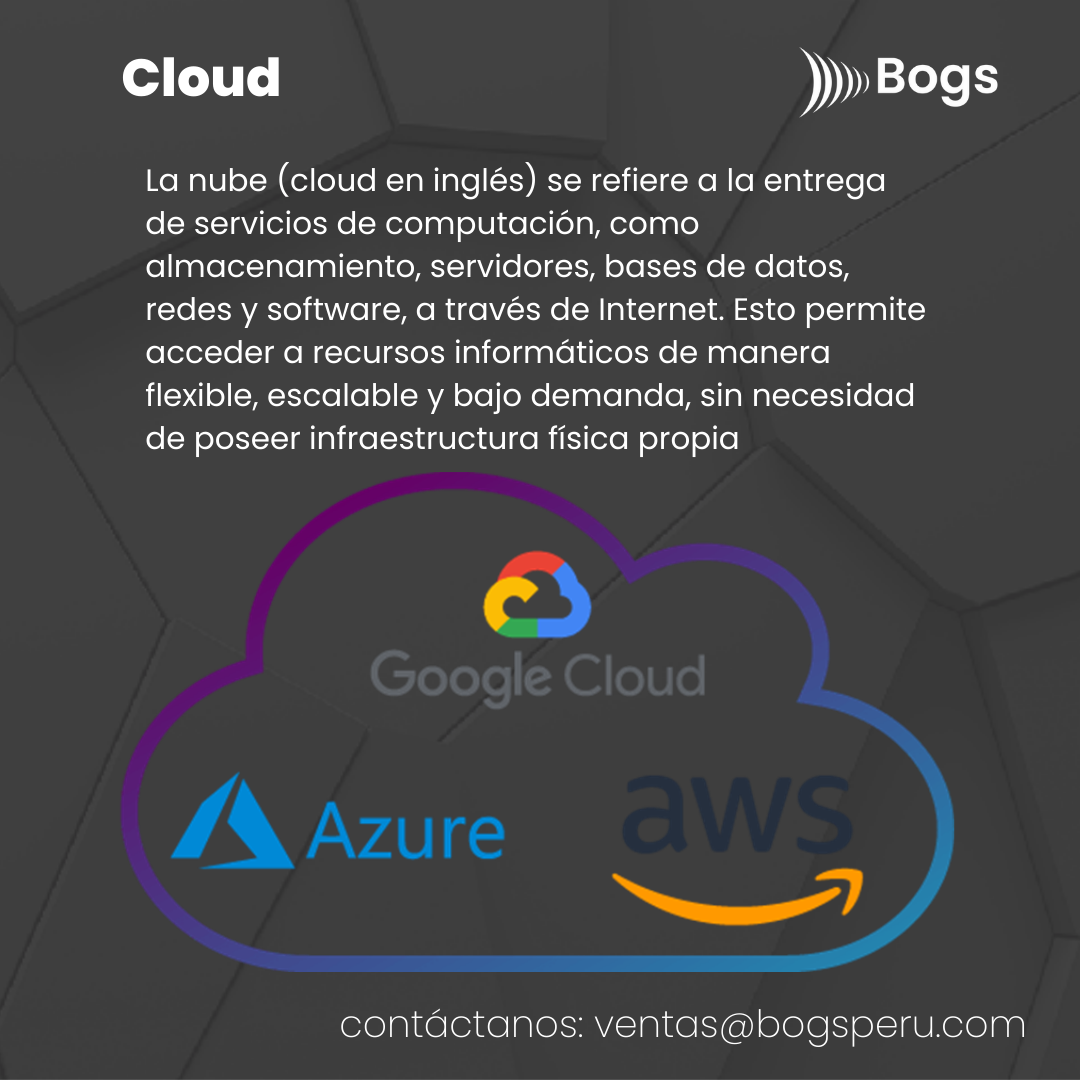 Cloud
Bogs
La nube (cloud en inglés) se refiere a la entrega
de servicios de computación, como
almacenamiento, servidores, bases de datos,
redes y software, a través de Internet. Esto permite
acceder a recursos informáticos de manera
flexible, escalable y bajo demanda, sin necesidad
de poseer infraestructura física propia
Google Cloud
Azure
aws
contáctanos: ventas@bogsperu.com